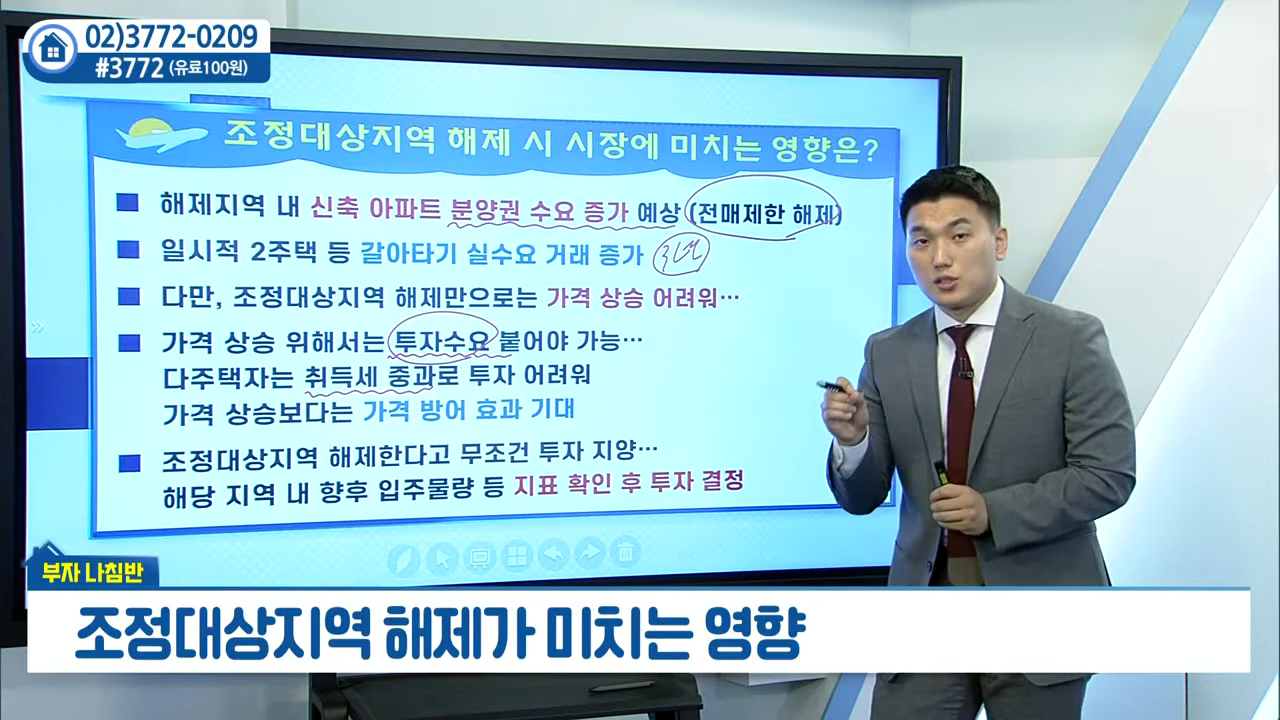 02)3772-0209
#3772 (유료100원)
조정대상지역 해제 시 시장에 미치는 영향은?
해제지역 내 신축 아파트 분양권 수요 증가 예상 (전매제한 해제)
일시적 2주택 등 갈아타기 실수요 거래 증가 3년
다만, 조정대상지역 해제만으로는 가격 상승 어려워…
가격 상승 위해서는 투자수요 붙어야 가능…
다주택자는 취득세 중과로 투자 어려워
가격 상승보다는 가격 방어 효과 기대
조정대상지역 해제한다고 무조건 투자 지양…
해당 지역 내 향후 입주물량 등 지표 확인 후 투자 결정
부자 나침반
조정대상지역 해제가 미치는 영향